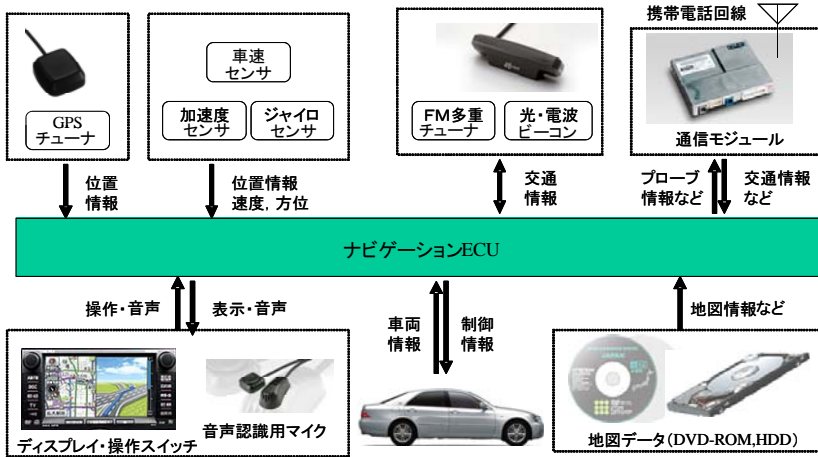 携帯電話回線
車速
センサ
GPS
チューナ
加速度
センサ
ジャイロ
センサ
FM多重
チューナ
光・電波
ビーコン
通信モジュール
位置
情報
位置情報
速度，方位
交通
情報
プローブ
情報など
交通情報
など
ナビゲーションECU
操作・音声
表示・音声
車両
情報
制御
情報
地図情報など
JAPAN
音声認識用マイク
ディスプレイ・操作スイッチ
地図データ(DVD-ROM,HDD)